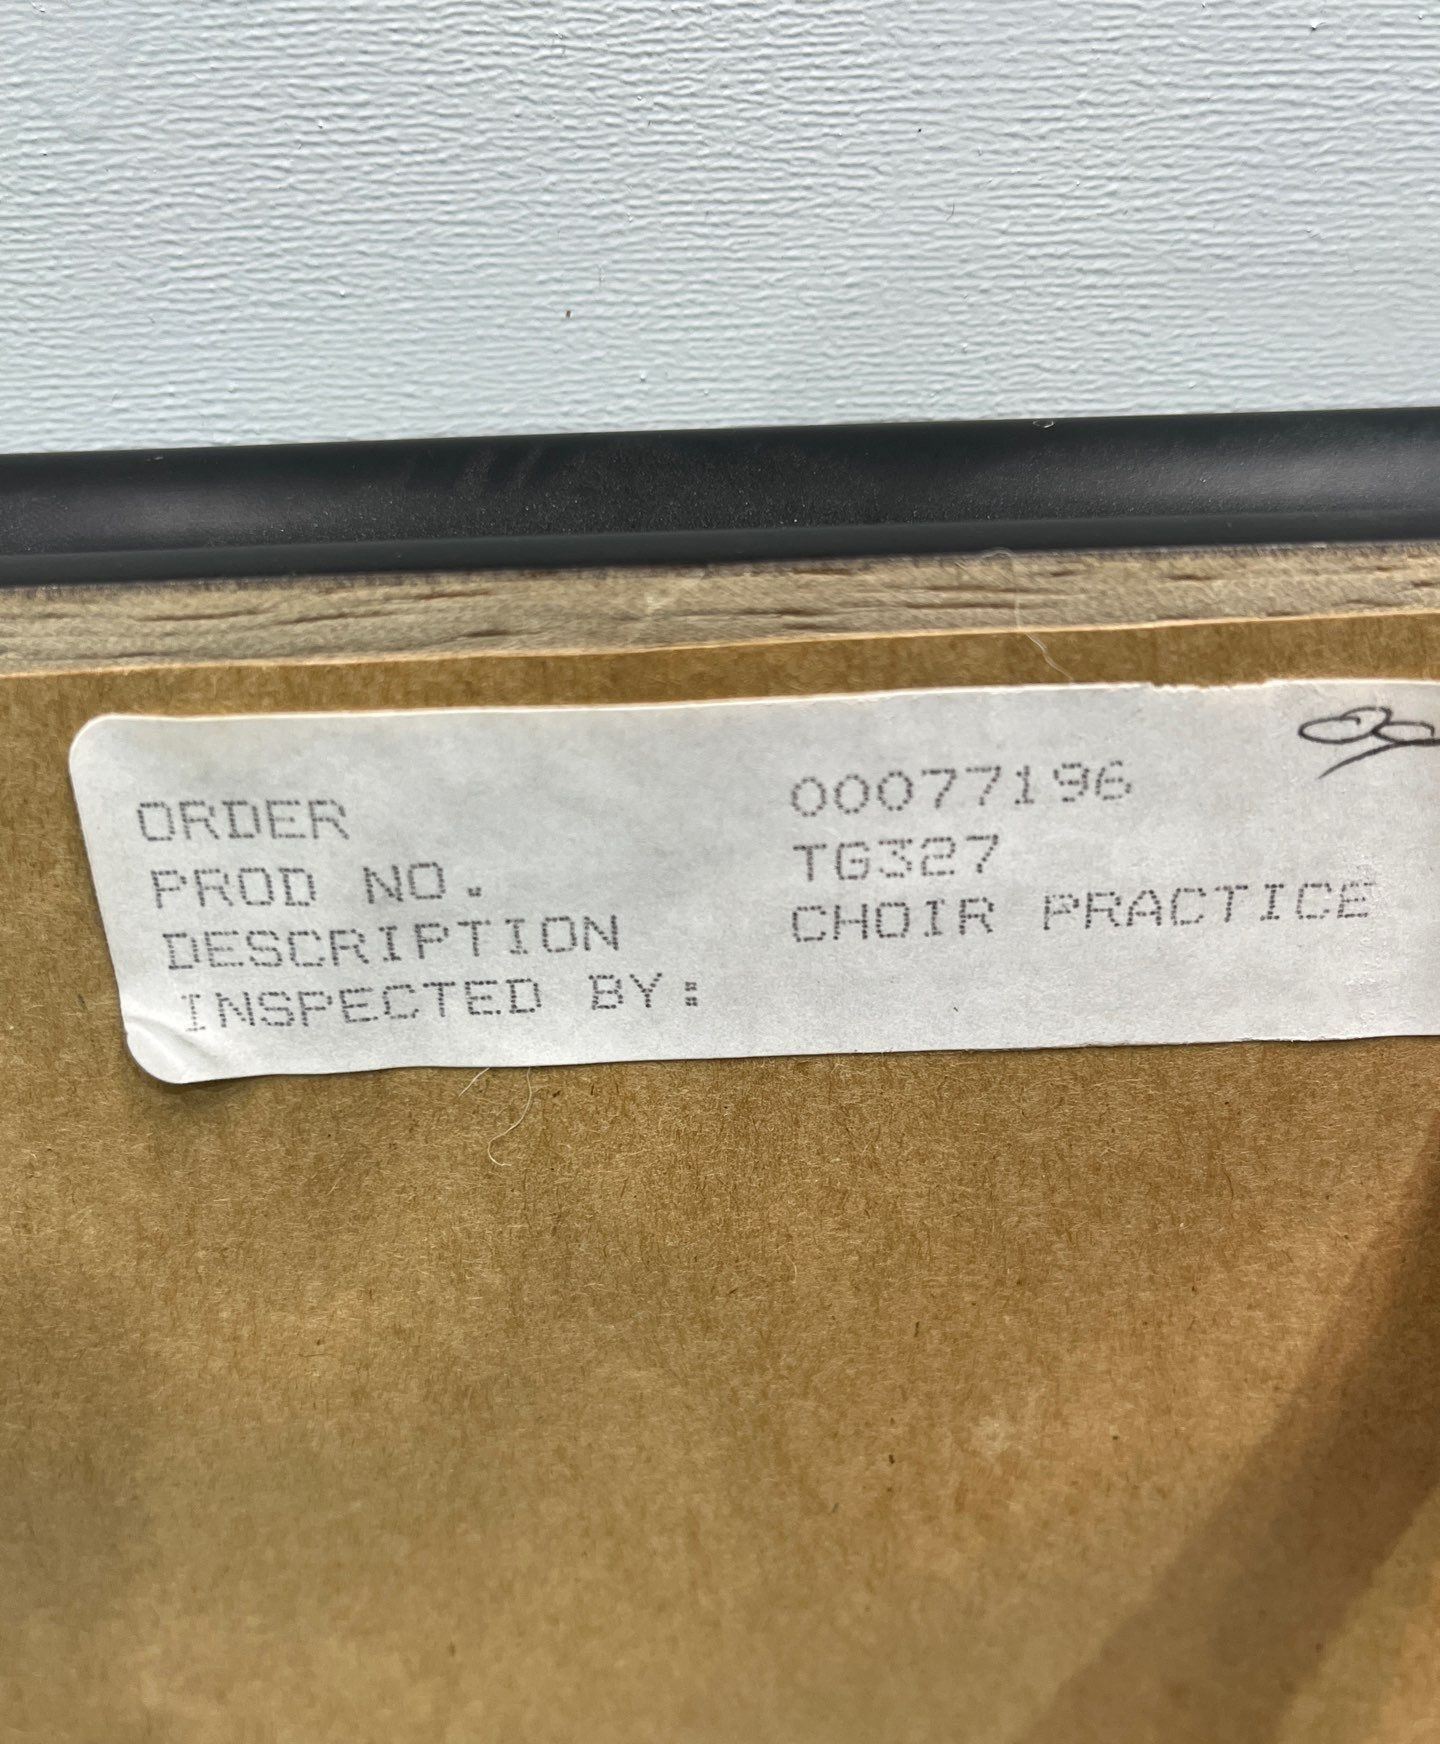 ORDER 00077196
PROD NO. TG327
DESCRIPTION CHOIR PRACTICE
INSPECTED BY: